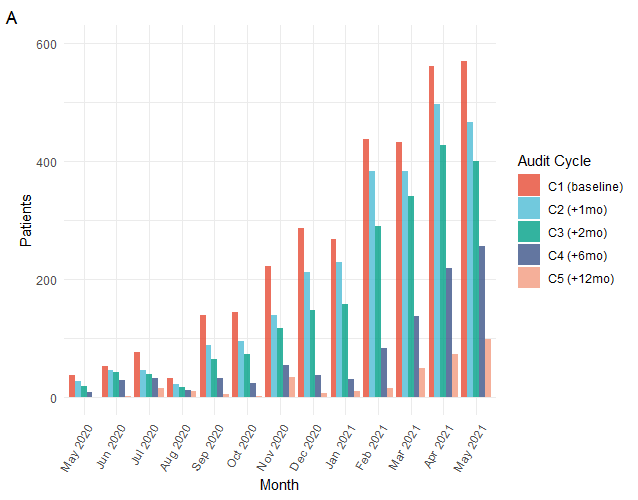 A
600
400
200
0
Patients
May 2020
Jun 2020
Jul 2020
Aug 2020
Sep 2020
Oct 2020
Nov 2020
Dec 2020
Jan 2021
Feb 2021
Mar 2021
Apr 2021
May 2021
Month
Audit Cycle
C1 (baseline)
C2 (+1mo)
C3 (+2mo)
C4 (+6mo)
C5 (+12mo)